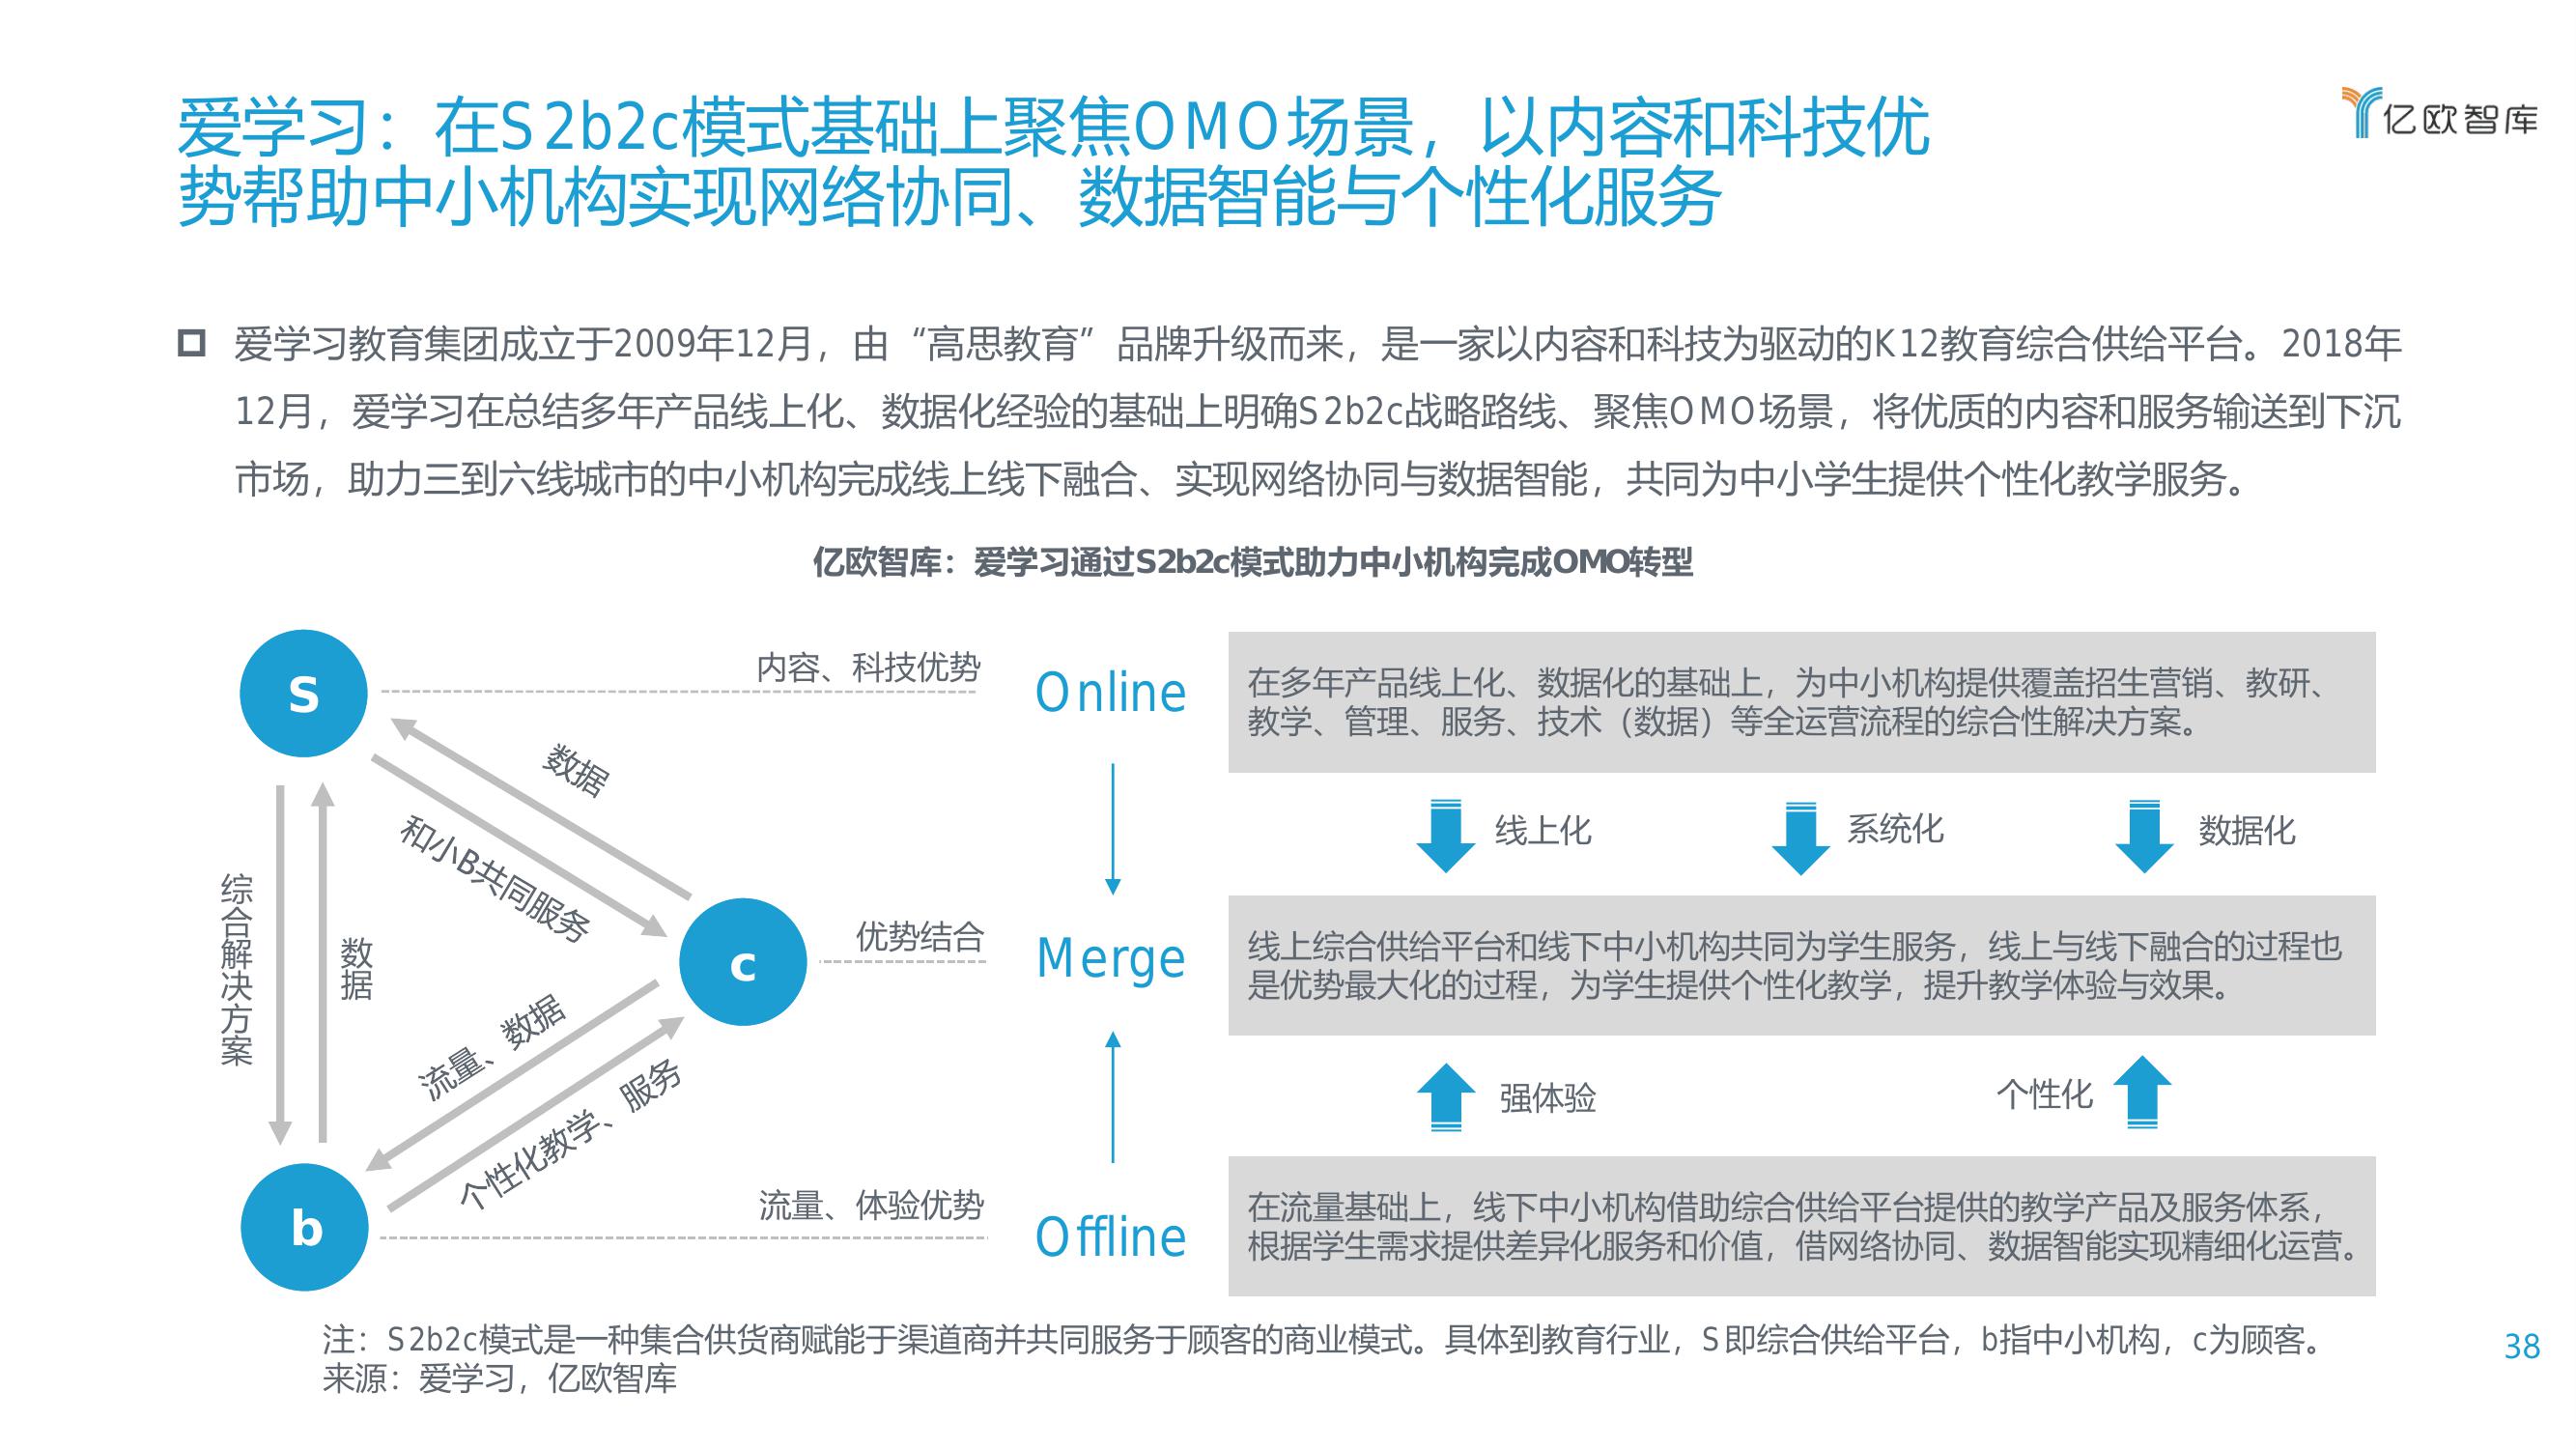 爱学习：在S2b2c模式基础上聚焦OMO场景，以内容和科技优
势帮助中小机构实现网络协同、数据智能与个性化服务
亿欧智库
爱学习教育集团成立于2009年12月，由“高思教育”品牌升级而来，是一家以内容和科技为驱动的K12教育综合供给平台。2018年
12月，爱学习在总结多年产品线上化、数据化经验的基础上明确S2b2c战略路线、聚焦OMO场景，将优质的内容和服务输送到下沉
市场，助力三到六线城市的中小机构完成线上线下融合、实现网络协同与数据智能，共同为中小学生提供个性化教学服务。
亿欧智库：爱学习通过S2b2c模式助力中小机构完成OMO转型
S
内容、科技优势
Online
在多年产品线上化、数据化的基础上，为中小机构提供覆盖招生营销、教研、
教学、管理、服务、技术（数据）等全运营流程的综合性解决方案。
数据
和小B共同服务
综合解决方案
数据
线上化
系统化
数据化
c
优势结合
Merge
线上综合供给平台和线下中小机构共同为学生服务，线上与线下融合的过程也
是优势最大化的过程，为学生提供个性化教学，提升教学体验与效果。
流量、数据
个性化教学、服务
强体验
个性化
b
流量、体验优势
Offline
在流量基础上，线下中小机构借助综合供给平台提供的教学产品及服务体系，
根据学生需求提供差异化服务和价值，借网络协同、数据智能实现精细化运营。
注：S2b2c模式是一种集合供货商赋能于渠道商并共同服务于顾客的商业模式。具体到教育行业，S即综合供给平台，b指中小机构，c为顾客。
来源：爱学习，亿欧智库
38